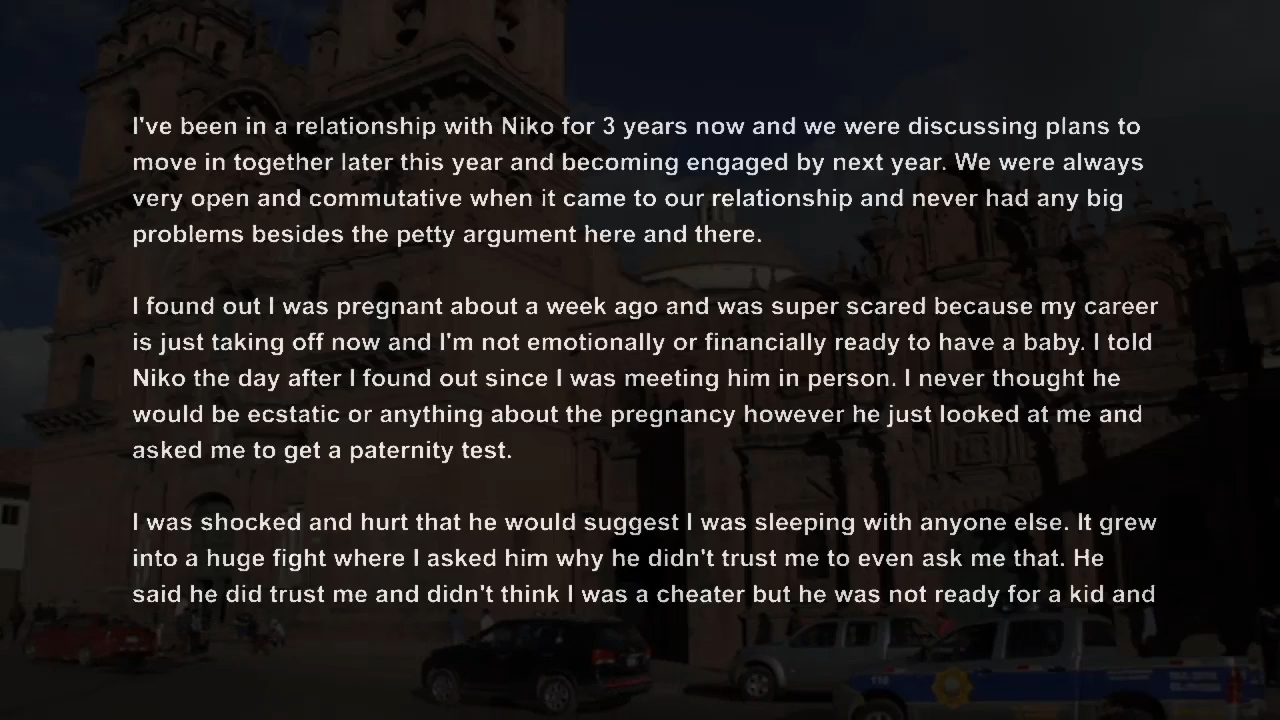 I've been in a relationship with Niko for 3 years now and we were discussing plans to
move in together later this year and becoming engaged by next year. We were always
very open and commutative when it came to our relationship and never had any big
problems besides the petty argument here and there.
I found out I was pregnant about a week ago and was super scared because my career
is just taking off now and I'm not emotionally or financially ready to have a baby. I told
Niko the day after I found out since I was meeting him in person. I never thought he
would be ecstatic or anything about the pregnancy however he just looked at me and
asked me to get a paternity test.
I was shocked and hurt that he would suggest I was sleeping with anyone else. It grew
into a huge fight where I asked him why he didn't trust me to even ask me that. He
said he did trust me and didn't think I was a cheater but he was not ready for a kid and
110